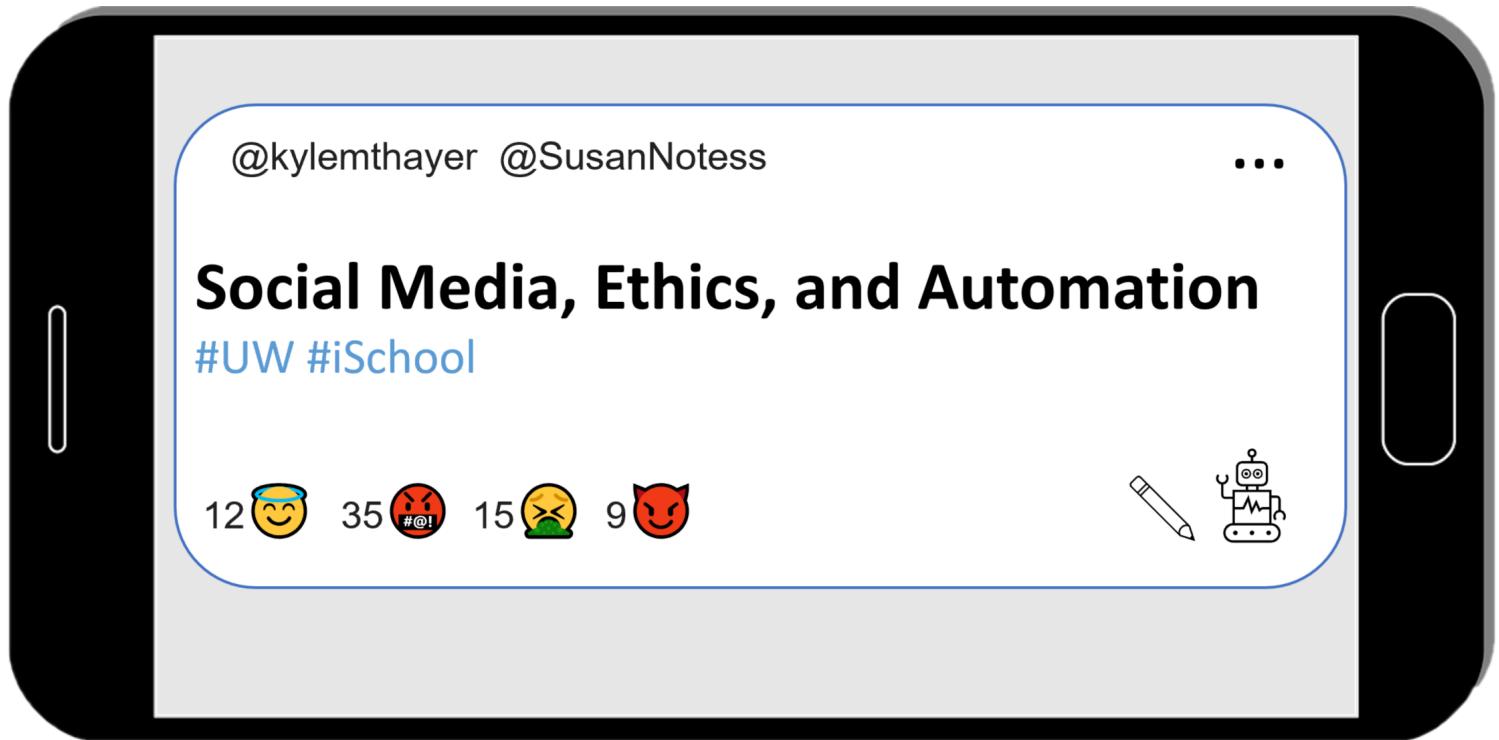 @kylemthayer @SusanNotess ...
Social Media, Ethics, and Automation
#UW #iSchool
12 35 #@! 15 9